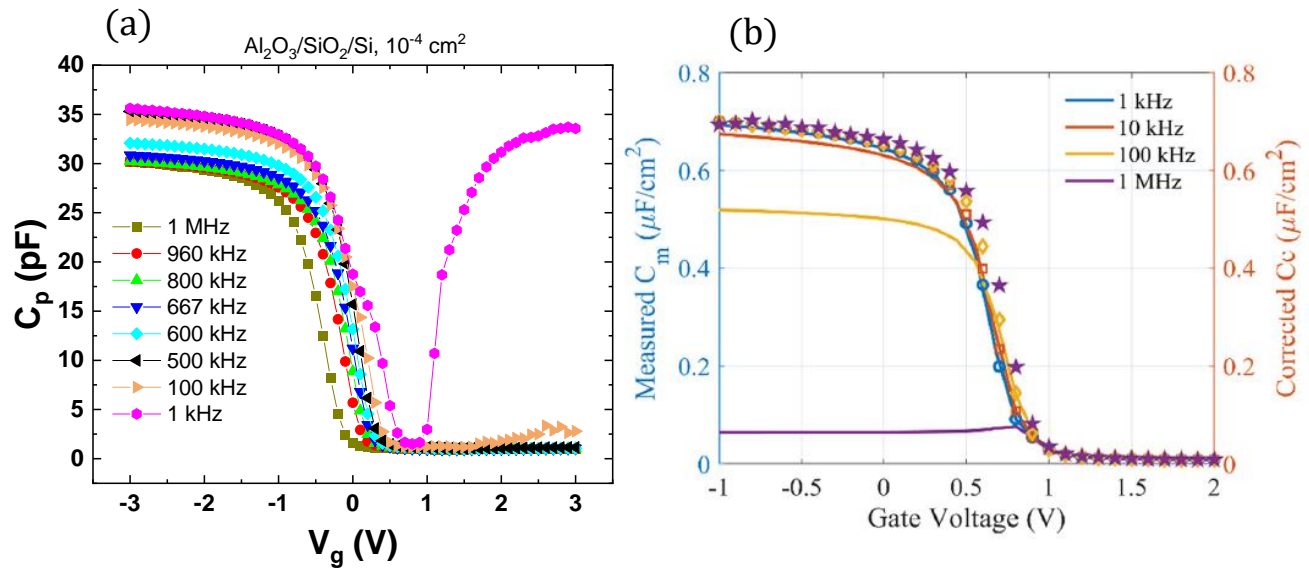 (a)
Al₂O₃/SiO₂/Si, 10⁻⁴ cm²
40
35
30
25
20
15
10
5
0
Cₚ (pF)
1 MHz
960 kHz
800 kHz
667 kHz
600 kHz
500 kHz
100 kHz
1 kHz
-3 -2 -1 0 1 2 3
V_g (V)
(b)
0.8
0.6
0.4
0.2
0
Measured Cₘ (μF/cm²)
1 kHz
10 kHz
100 kHz
1 MHz
0.8
0.6
0.4
0.2
0
Corrected Cc (μF/cm²)
-1 -0.5 0 0.5 1 1.5 2
Gate Voltage (V)